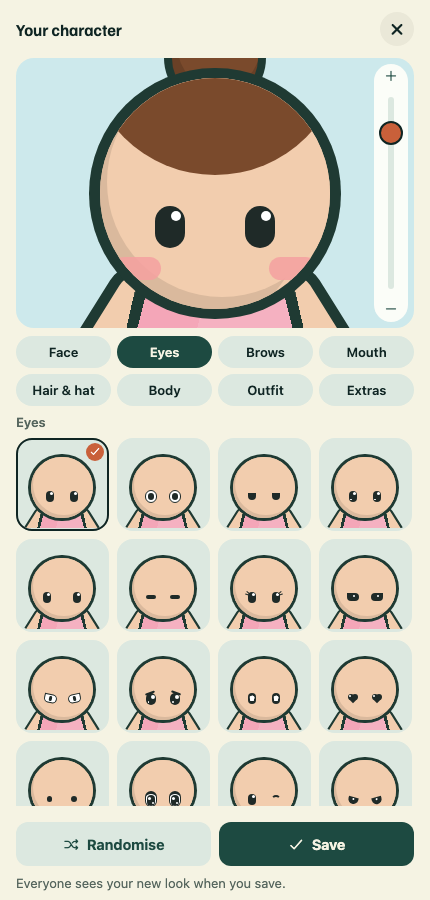 Your character
Face
Eyes
Brows
Mouth
Hair & hat
Body
Outfit
Extras
Eyes
Randomise
Save
Everyone sees your new look when you save.